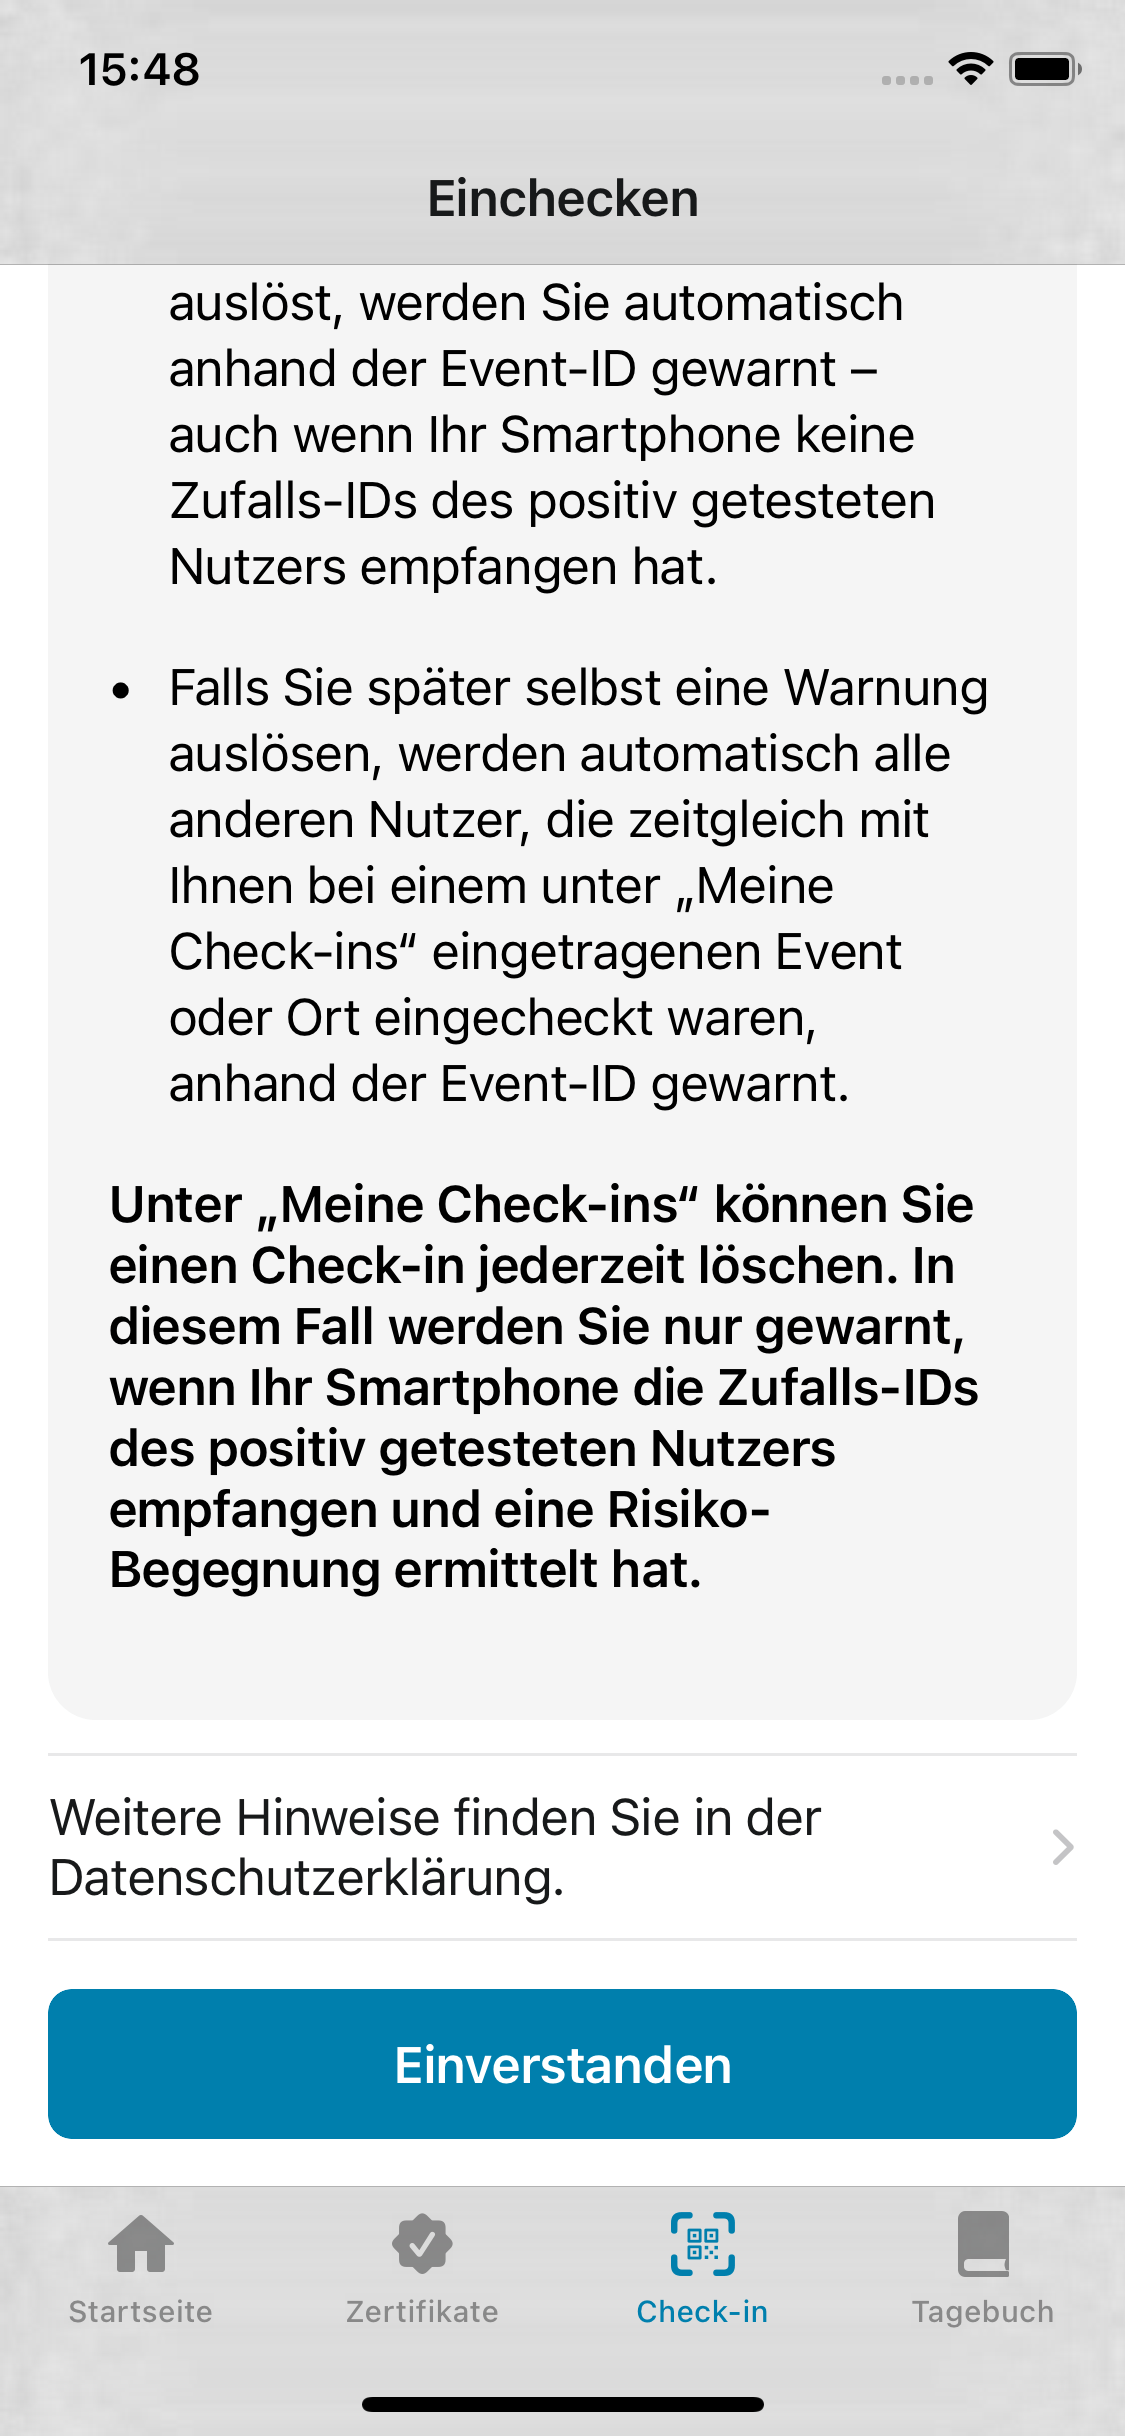 15:48
Einchecken
auslöst, werden Sie automatisch
anhand der Event-ID gewarnt –
auch wenn Ihr Smartphone keine
Zufalls-IDs des positiv getesteten
Nutzers empfangen hat.
• Falls Sie später selbst eine Warnung
auslösen, werden automatisch alle
anderen Nutzer, die zeitgleich mit
Ihnen bei einem unter „Meine
Check-ins“ eingetragenen Event
oder Ort eingecheckt waren,
anhand der Event-ID gewarnt.
Unter „Meine Check-ins“ können Sie
einen Check-in jederzeit löschen. In
diesem Fall werden Sie nur gewarnt,
wenn Ihr Smartphone die Zufalls-IDs
des positiv getesteten Nutzers
empfangen und eine Risiko-
Begegnung ermittelt hat.
Weitere Hinweise finden Sie in der
Datenschutzerklärung.
Einverstanden
Startseite
Zertifikate
Check-in
Tagebuch